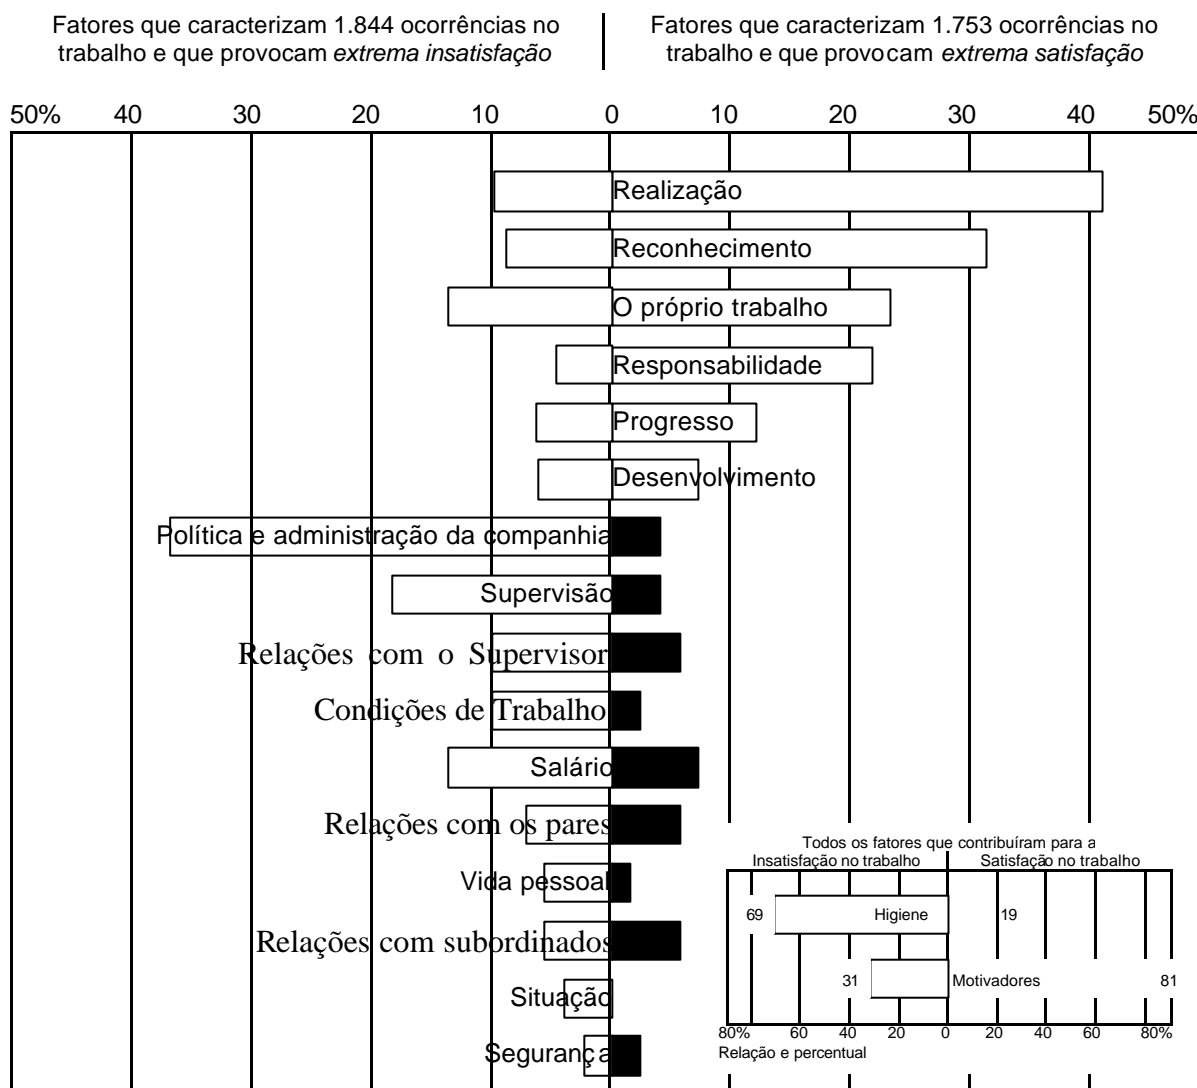 Fatores que caracterizam 1.844 ocorrências no
trabalho e que provocam extrema insatisfação
Fatores que caracterizam 1.753 ocorrências no
trabalho e que provocam extrema satisfação
50% 40 30 20 10 0 10 20 30 40 50%
Realização
Reconhecimento
O próprio trabalho
Responsabilidade
Progresso
Desenvolvimento
Política e administração da companhia
Supervisão
Relações com o Supervisor
Condições de Trabalho
Salário
Relações com os pares
Vida pessoal
Relações com subordinados
Situação
Segurança
Todos os fatores que contribuíram para a
Insatisfação no trabalho Satisfação no trabalho
69 Higiene 19
31 Motivadores 81
80% 60 40 20 0 20 40 60 80%
Relação e percentual